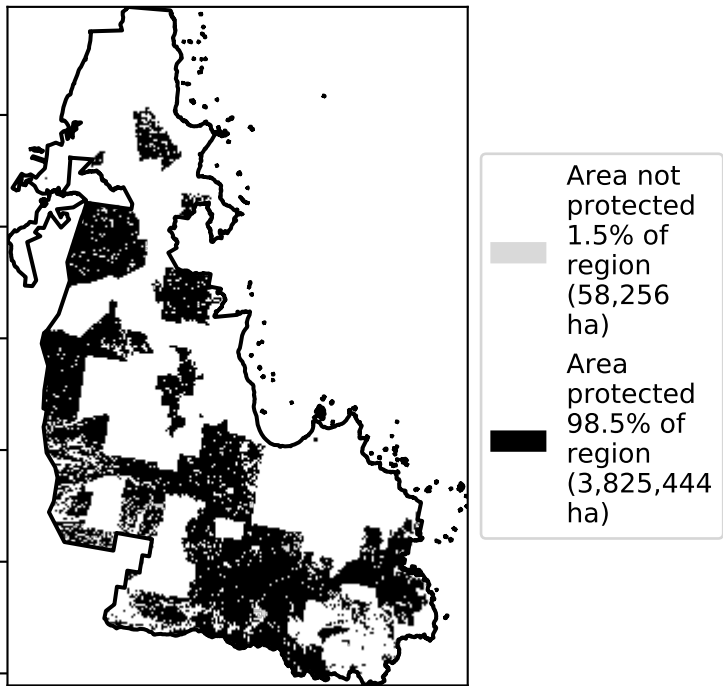 Area not
protected
1.5% of
region
(58,256
ha)
Area
protected
98.5% of
region
(3,825,444
ha)